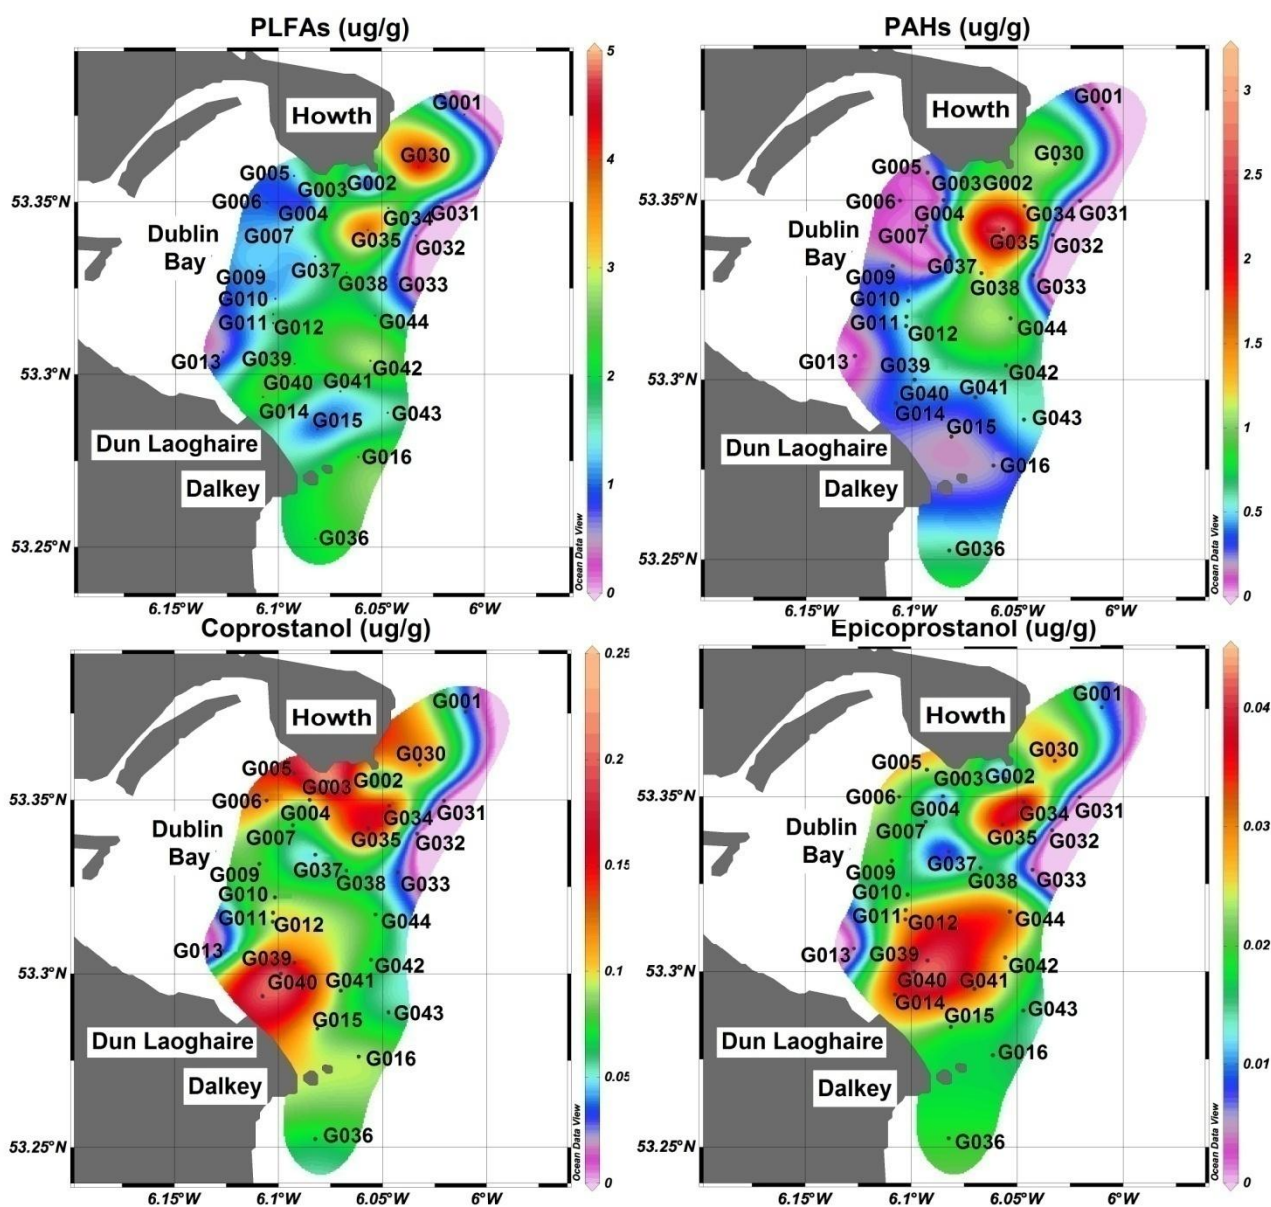 PLFAs (ug/g)
5
4
3
2
1
0
53.35°N
53.3°N
53.25°N
6.15°W
6.1°W
6.05°W
6°W
Howth
Dublin
Bay
Dun Laoghaire
Dalkey
G001
G030
G005
G003
G002
G006
G004
G034
G031
G007
G035
G032
G037
G009
G038
G033
G010
G011
G012
G044
G013
G039
G042
G040
G041
G014
G015
G043
G016
G036
Ocean Data View
PAHs (ug/g)
3
2.5
2
1.5
1
0.5
0
53.35°N
53.3°N
53.25°N
6.15°W
6.1°W
6.05°W
6°W
Howth
Dublin
Bay
Dun Laoghaire
Dalkey
G001
G030
G005
G003
G002
G006
G004
G034
G031
G007
G035
G032
G037
G009
G038
G033
G010
G011
G012
G044
G013
G039
G042
G040
G041
G014
G015
G043
G016
G036
Ocean Data View
Coprostanol (ug/g)
0.25
0.2
0.15
0.1
0.05
0
53.35°N
53.3°N
53.25°N
6.15°W
6.1°W
6.05°W
6°W
Howth
Dublin
Bay
Dun Laoghaire
Dalkey
G001
G030
G005
G003
G002
G006
G004
G034
G031
G007
G035
G032
G037
G009
G038
G033
G010
G011
G012
G044
G013
G039
G042
G040
G041
G015
G043
G016
G036
Ocean Data View
Epicoprostanol (ug/g)
0.04
0.03
0.02
0.01
0
53.35°N
53.3°N
53.25°N
6.15°W
6.1°W
6.05°W
6°W
Howth
Dublin
Bay
Dun Laoghaire
Dalkey
G001
G030
G005
G003
G002
G006
G004
G034
G031
G007
G035
G032
G037
G009
G038
G033
G010
G011
G012
G044
G013
G039
G042
G040
G041
G014
G015
G043
G016
G036
Ocean Data View